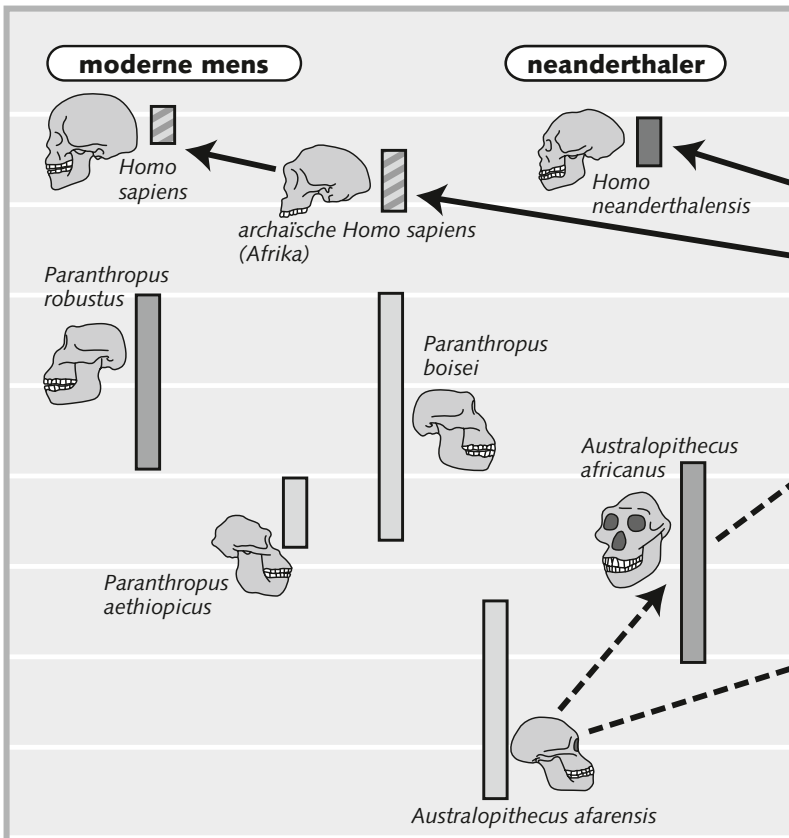 moderne mens
neanderthaler
Homo
sapiens
archaïsche Homo sapiens
(Afrika)
Homo
neanderthalensis
Paranthropus
robustus
Paranthropus
boisei
Australopithecus
africanus
Paranthropus
aethiopicus
Australopithecus afarensis